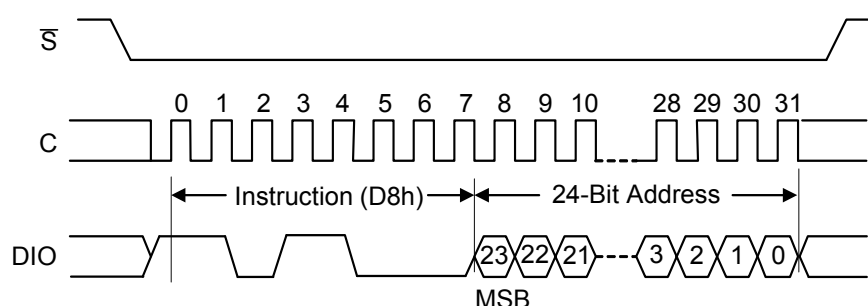 S̅
0 1 2 3 4 5 6 7 8 9 10 28 29 30 31
C
Instruction (D8h) 24-Bit Address
DIO 23 22 21 3 2 1 0
MSB